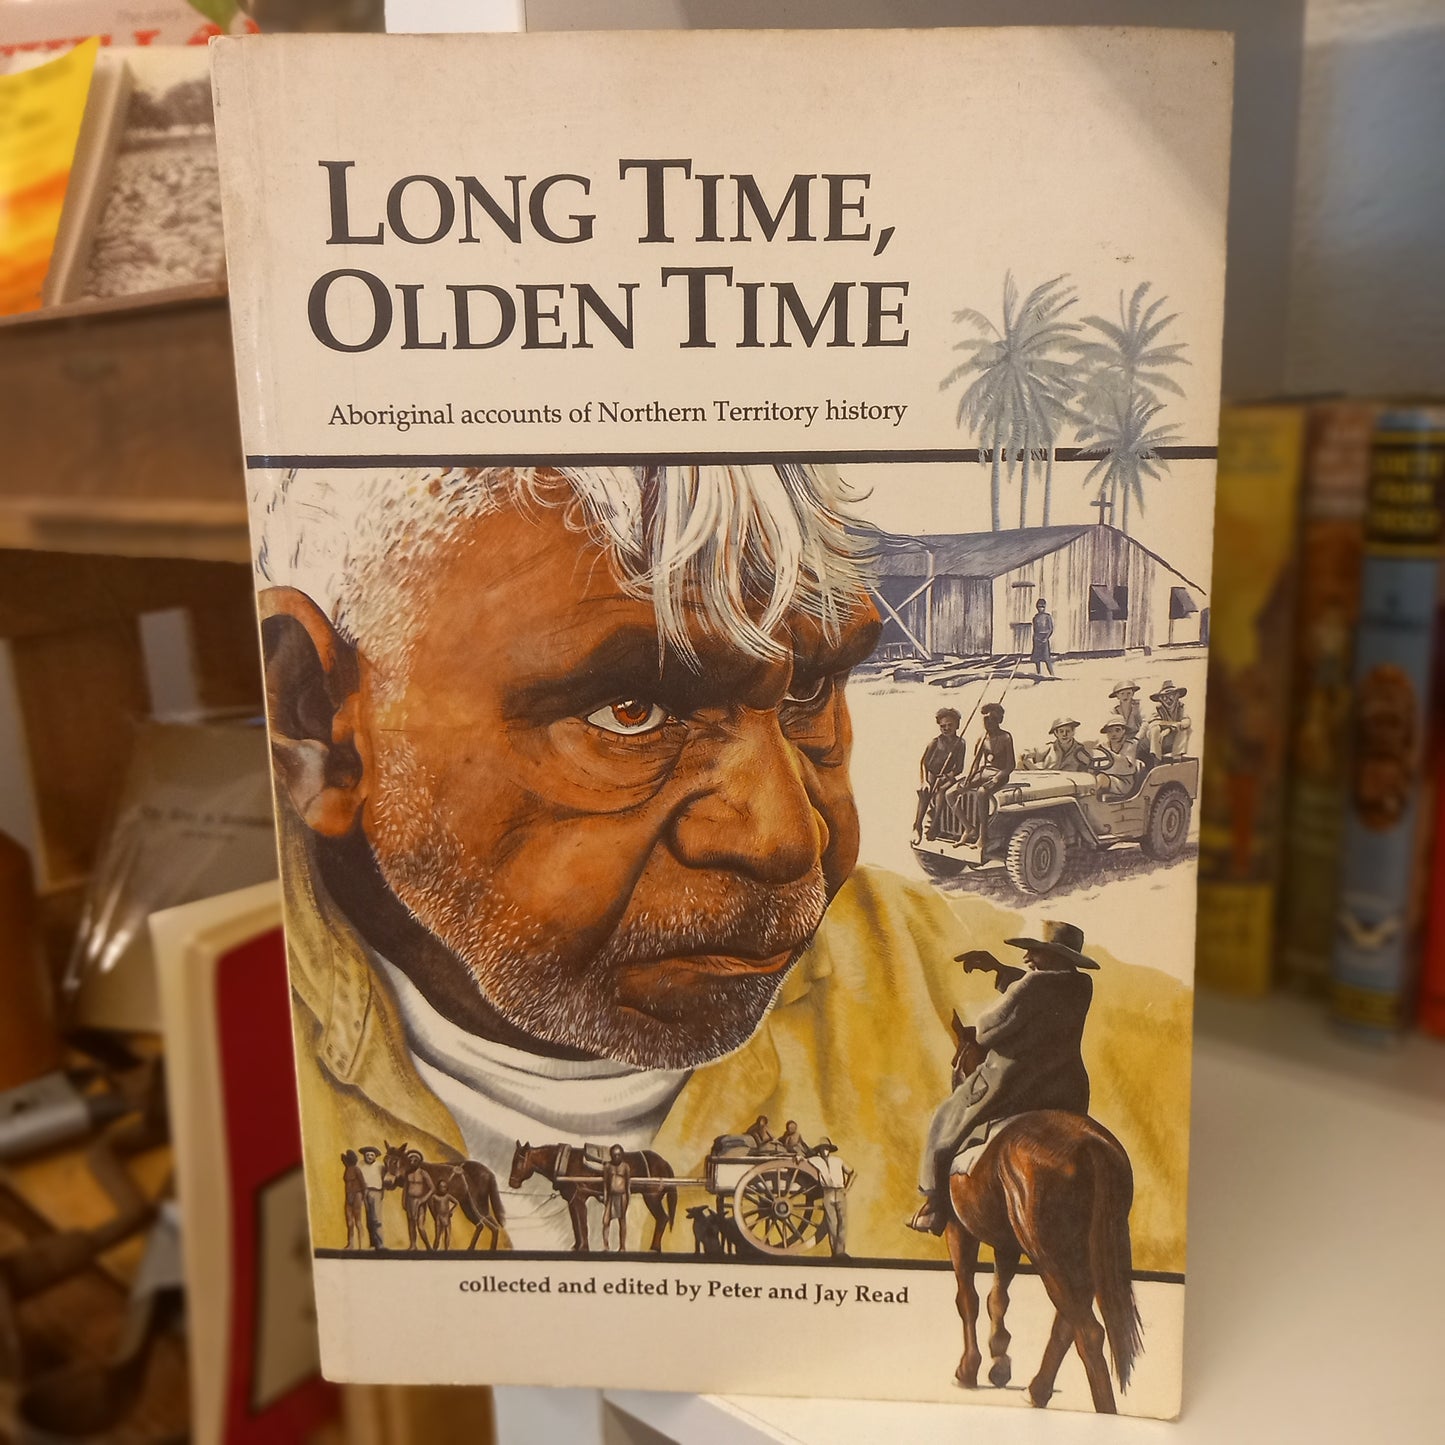 LONG TIME,
OLDEN TIME
Aboriginal accounts of Northern Territory history
collected and edited by Peter and Jay Read